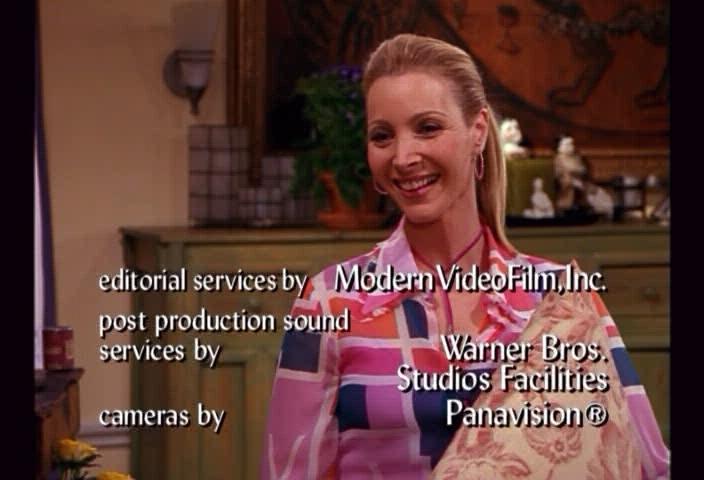 editorial services by ModernVideoFilm,Inc.
post production sound
services by Warner Bros.
Studios Facilities
cameras by Panavision®